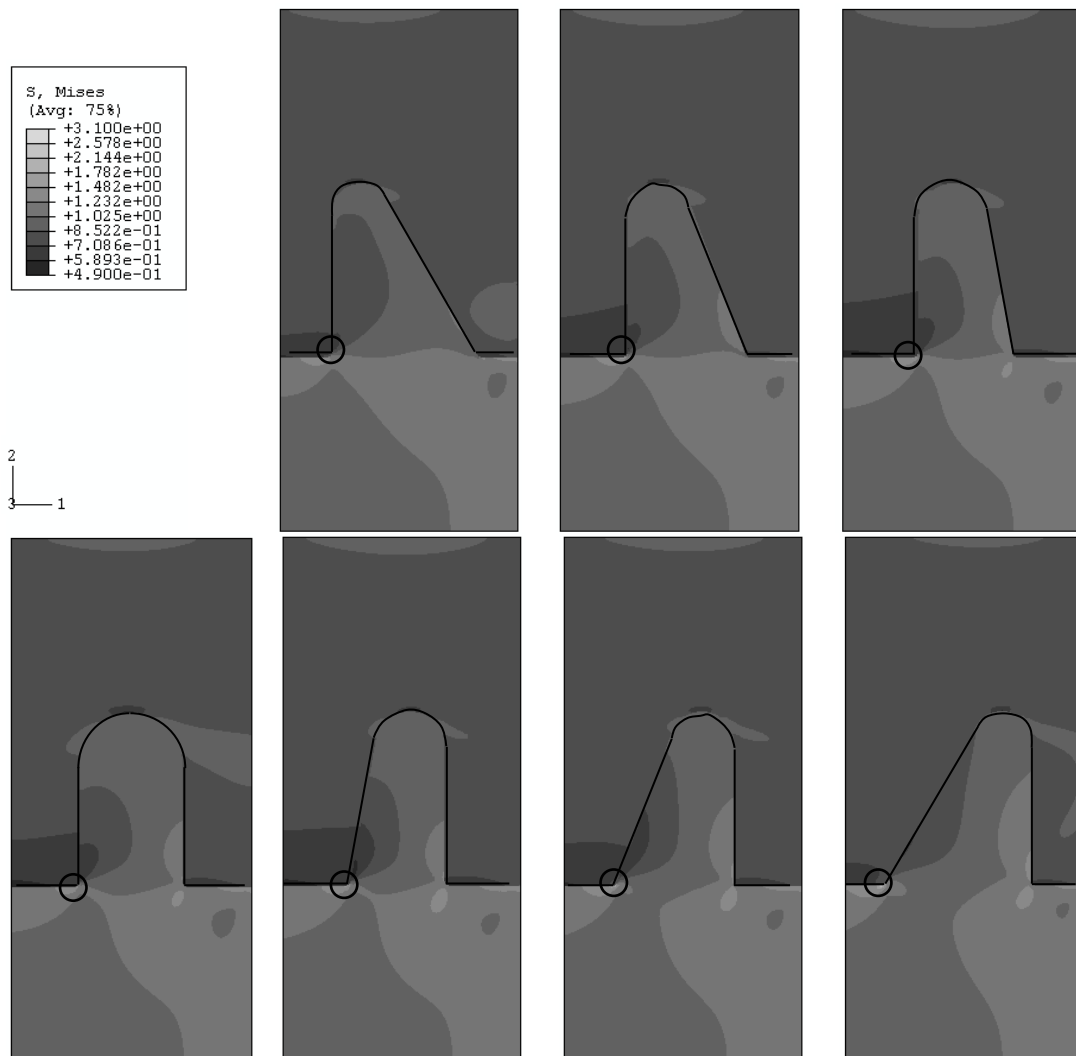 S, Mises
(Avg: 75%)
+3.100e+00
+2.578e+00
+2.144e+00
+1.782e+00
+1.482e+00
+1.232e+00
+1.025e+00
+8.522e-01
+7.086e-01
+5.893e-01
+4.900e-01
2
3 1